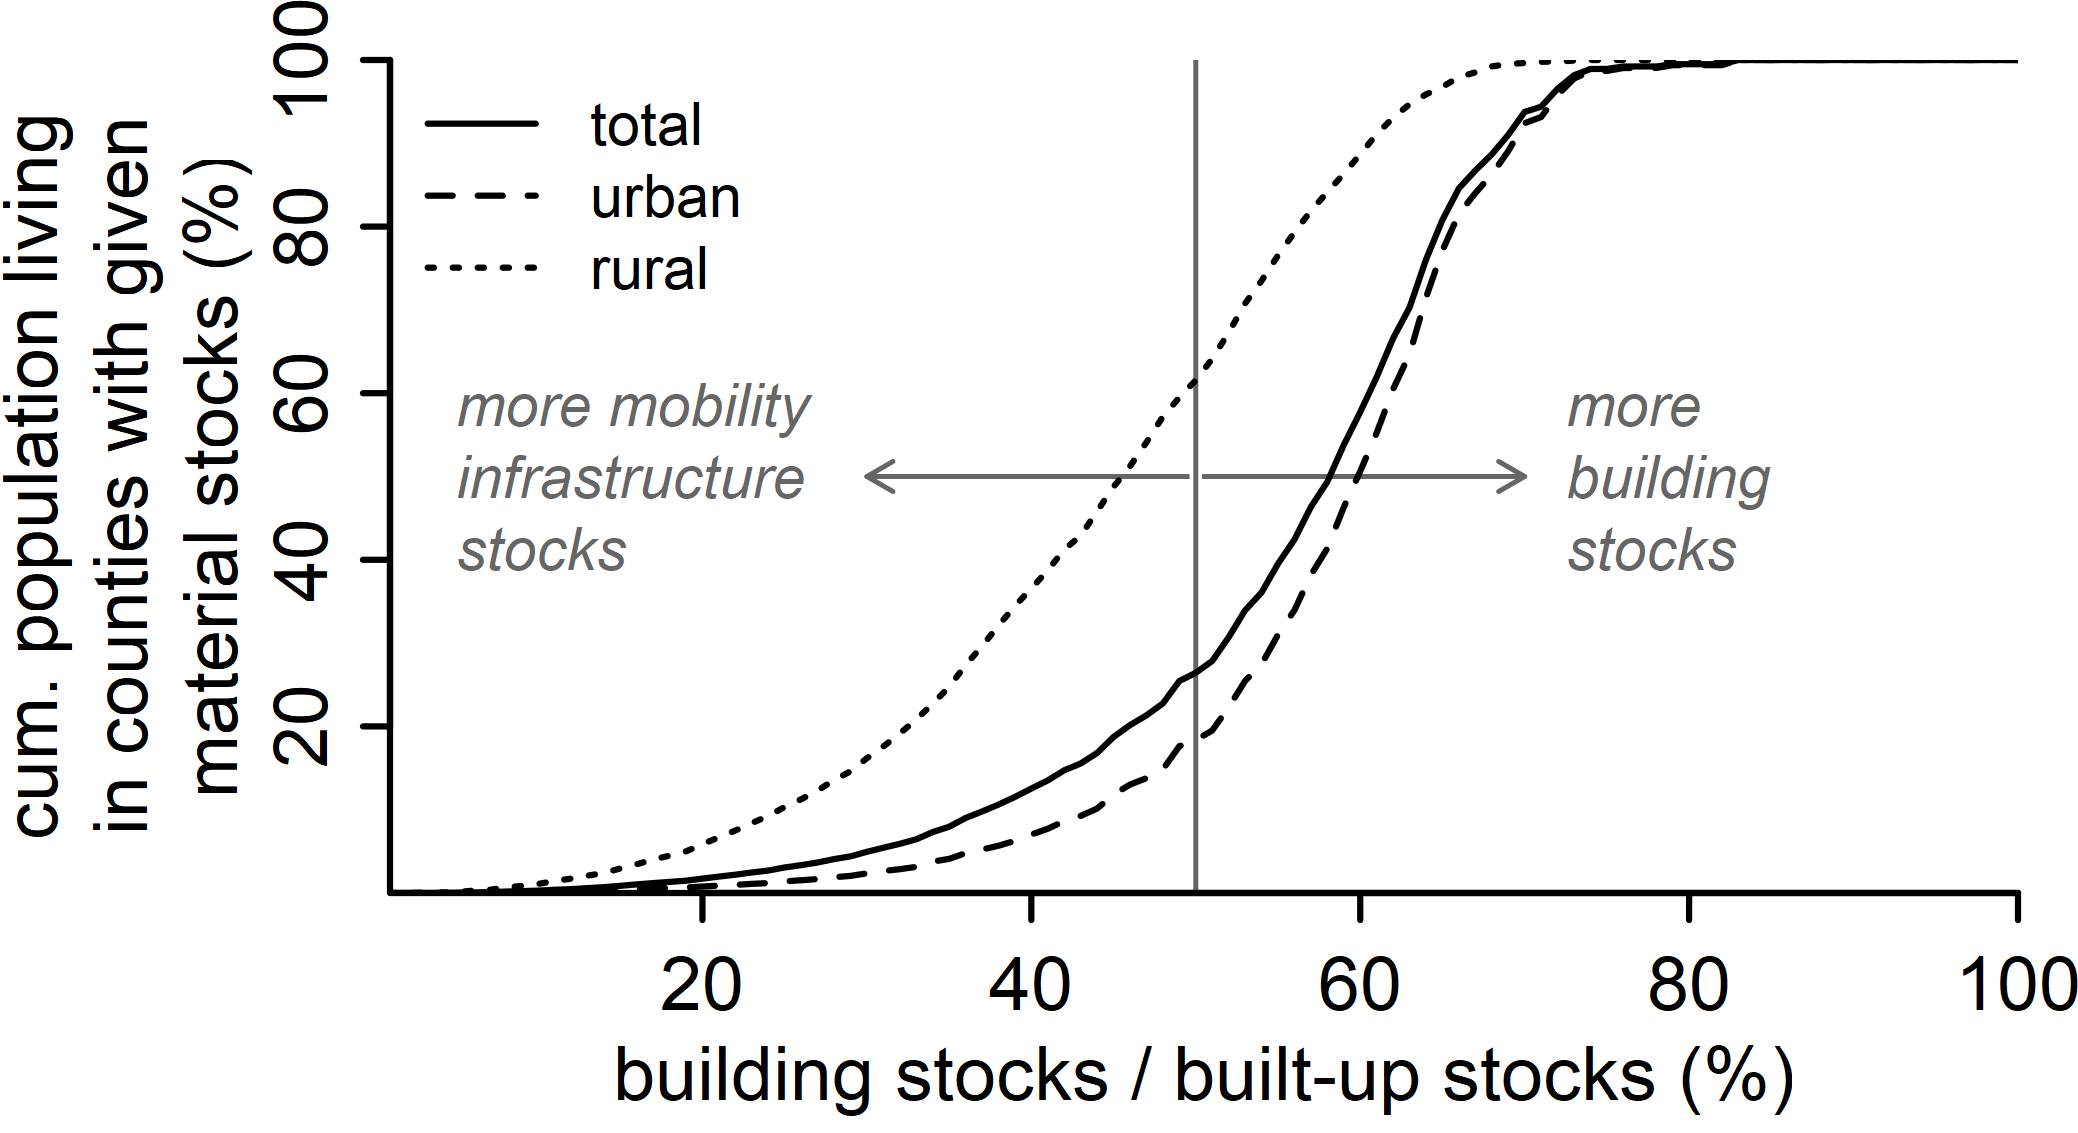 cum. population living
in counties with given
material stocks (%)
100
80
60
40
20
total
urban
rural
more mobility
infrastructure
stocks
more
building
stocks
20 40 60 80 100
building stocks / built-up stocks (%)